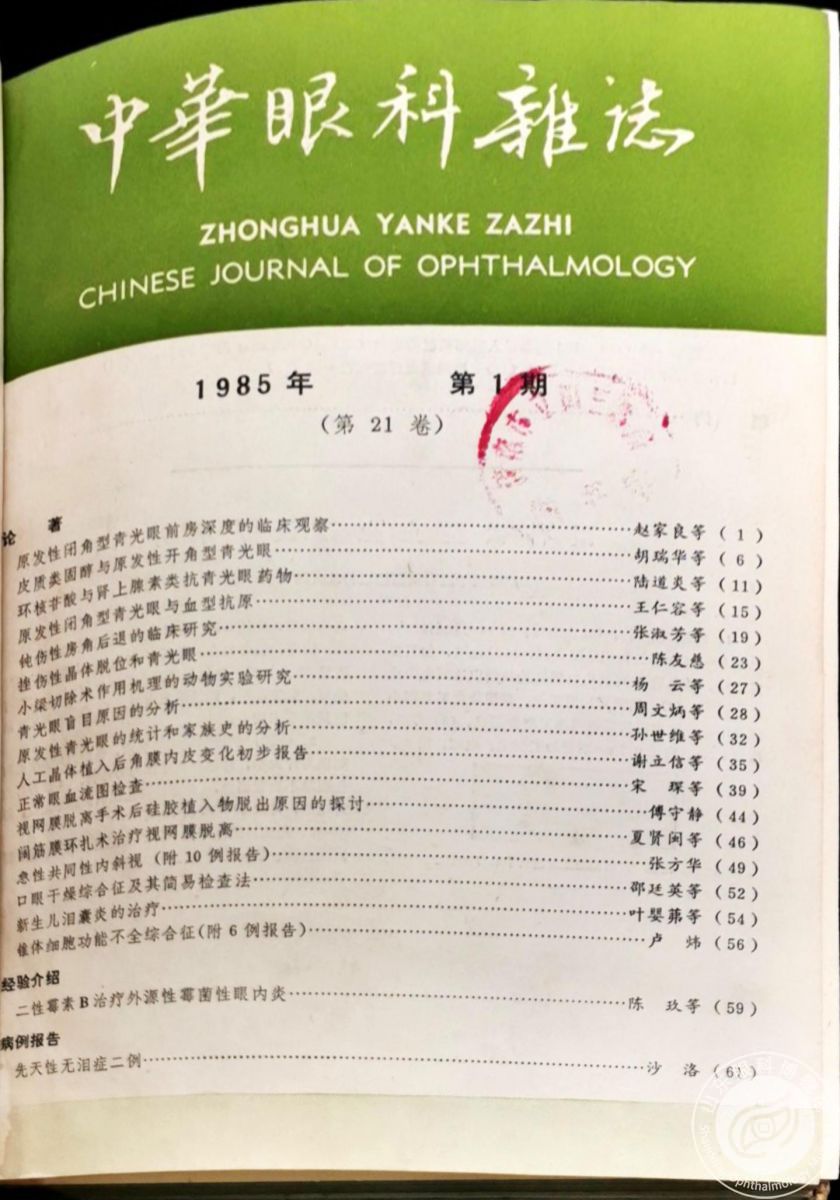 中華眼科雜誌
ZHONGHUA YANKE ZAZHI
CHINESE JOURNAL OF OPHTHALMOLOGY
1985年 第1期
（第 21 卷）
论 著
原发性闭角型青光眼前房深度的临床观察……赵家良等（1）
皮质类固醇与原发性开角型青光眼……胡瑞华等（6）
环核苷酸与肾上腺素类抗青光眼药物……陆道炎等（11）
原发性闭角型青光眼与血型抗原……王仁容等（15）
钝伤性房角后退的临床研究……张淑芳等（19）
挫伤性晶体脱位和青光眼……陈友慈（23）
小梁切除术作用机理的动物实验研究……杨 云等（27）
青光眼盲目原因的分析……周文炳等（28）
原发性青光眼的统计和家族史的分析……孙世维等（32）
人工晶体植入后角膜内皮变化初步报告……谢立信等（35）
正常眼血流图检查……宋 琛等（39）
视网膜脱离手术后硅胶植入物脱出原因的探讨……傅守静（44）
阔筋膜环扎术治疗视网膜脱离……夏贤闽等（46）
急性共同性内斜视（附 10 例报告）……张方华（49）
口眼干燥综合征及其简易检查法……邵廷英等（52）
新生儿泪囊炎的治疗……叶婴茀等（54）
锥体细胞功能不全综合征（附 6 例报告）……卢 炜（56）
经验介绍
二性霉素 B 治疗外源性霉菌性眼内炎……陈 玖等（59）
病例报告
先天性无泪症二例……沙 洛（61）